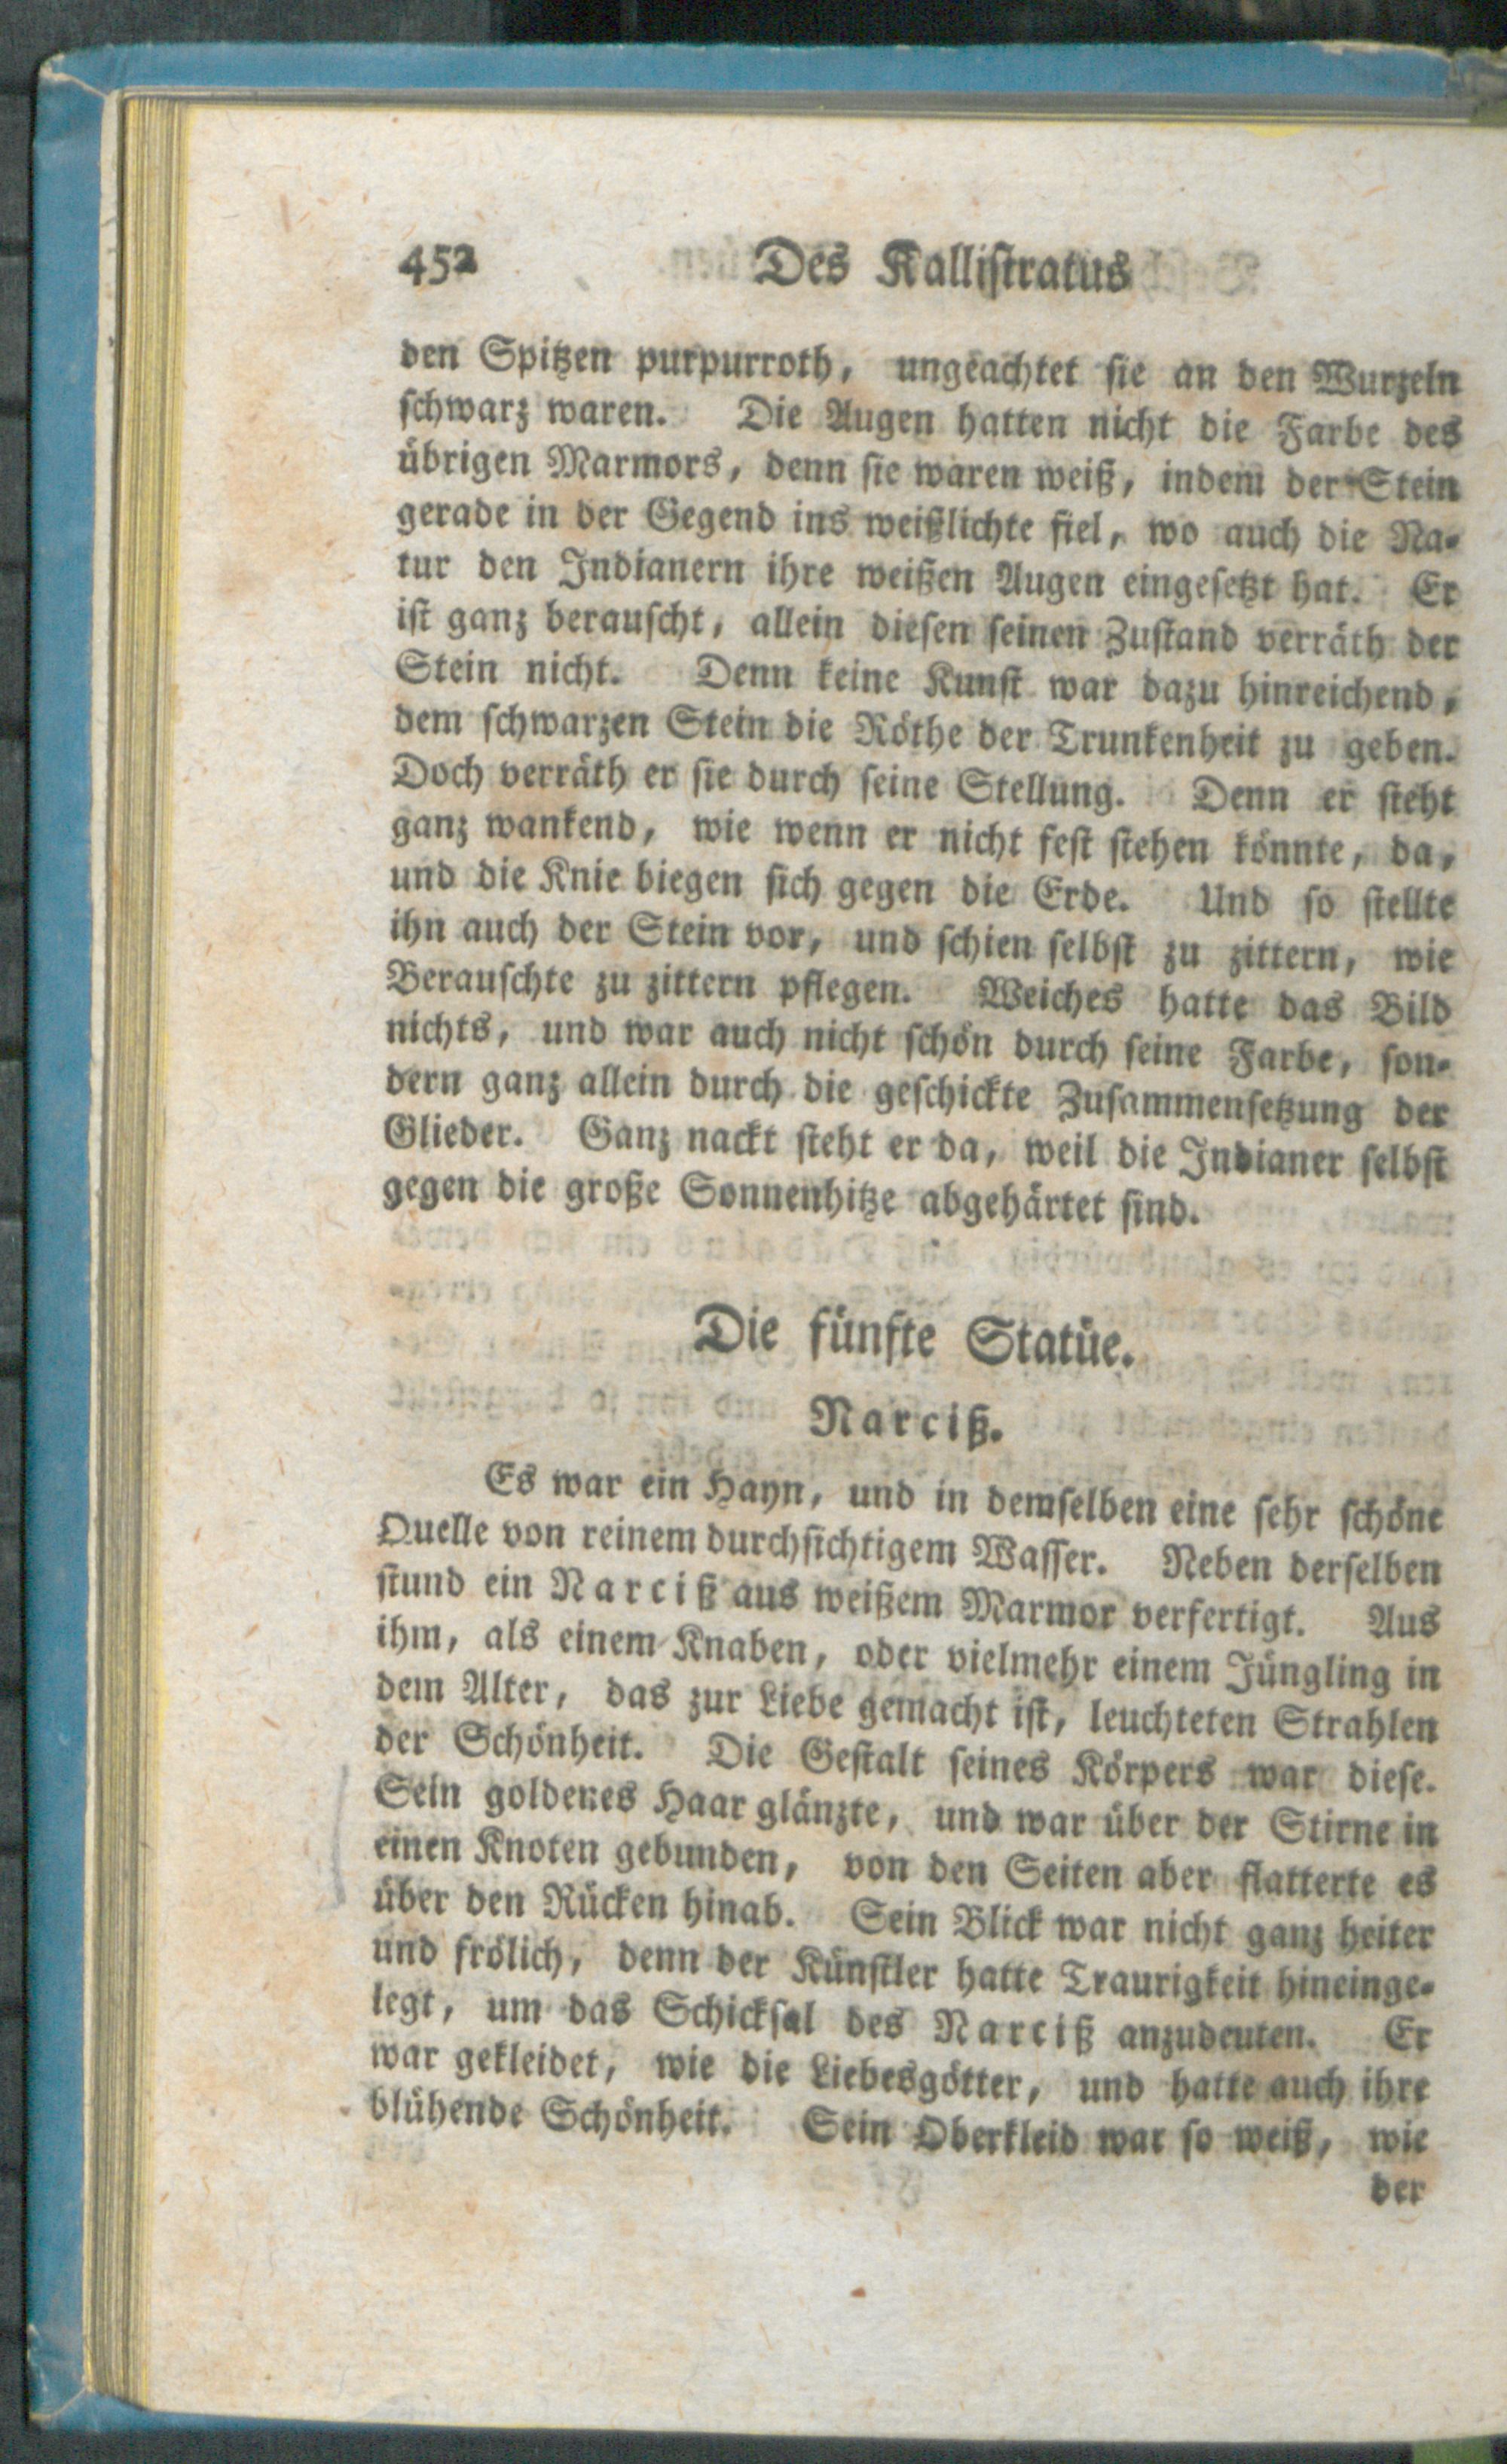 452 Des Kallistratus
den Spitzen purpurroth, ungeachtet sie an den Wurzeln
schwarz waren. Die Augen hatten nicht die Farbe des
übrigen Marmors, denn sie waren weiß, indem der Stein
gerade in der Gegend ins weißlichte fiel, wo auch die Na-
tur den Indianern ihre weißen Augen eingesetzt hat. Er
ist ganz berauscht, allein diesen seinen Zustand verräth der
Stein nicht. Denn keine Kunst war dazu hinreichend,
dem schwarzen Stein die Röthe der Trunkenheit zu geben.
Doch verräth er sie durch seine Stellung. Denn er steht
ganz wankend, wie wenn er nicht fest stehen könnte, da,
und die Knie biegen sich gegen die Erde. Und so stellte
ihn auch der Stein vor, und schien selbst zu zittern, wie
Berauschte zu zittern pflegen. Weiches hatte das Bild
nichts, und war auch nicht schön durch seine Farbe, son-
dern ganz allein durch die geschickte Zusammensetzung der
Glieder. Ganz nackt steht er da, weil die Indianer selbst
gegen die große Sonnenhitze abgehärtet sind.
Die fünfte Statüe.
Narciß.
Es war ein Hayn, und in demselben eine sehr schöne
Quelle von reinem durchsichtigem Wasser. Neben derselben
stund ein Narciß aus weißem Marmor verfertigt. Aus
ihm, als einem Knaben, oder vielmehr einem Jüngling in
dem Alter, das zur Liebe gemacht ist, leuchteten Strahlen
der Schönheit. Die Gestalt seines Körpers war diese.
Sein goldenes Haar glänzte, und war über der Stirne in
einen Knoten gebunden, von den Seiten aber flatterte es
über den Rücken hinab. Sein Blick war nicht ganz heiter
und frölich, denn der Künstler hatte Traurigkeit hineinge-
legt, um das Schicksal des Narciß anzudeuten. Er
war gekleidet, wie die Liebesgötter, und hatte auch ihre
blühende Schönheit. Sein Oberkleid war so weiß, wie
der